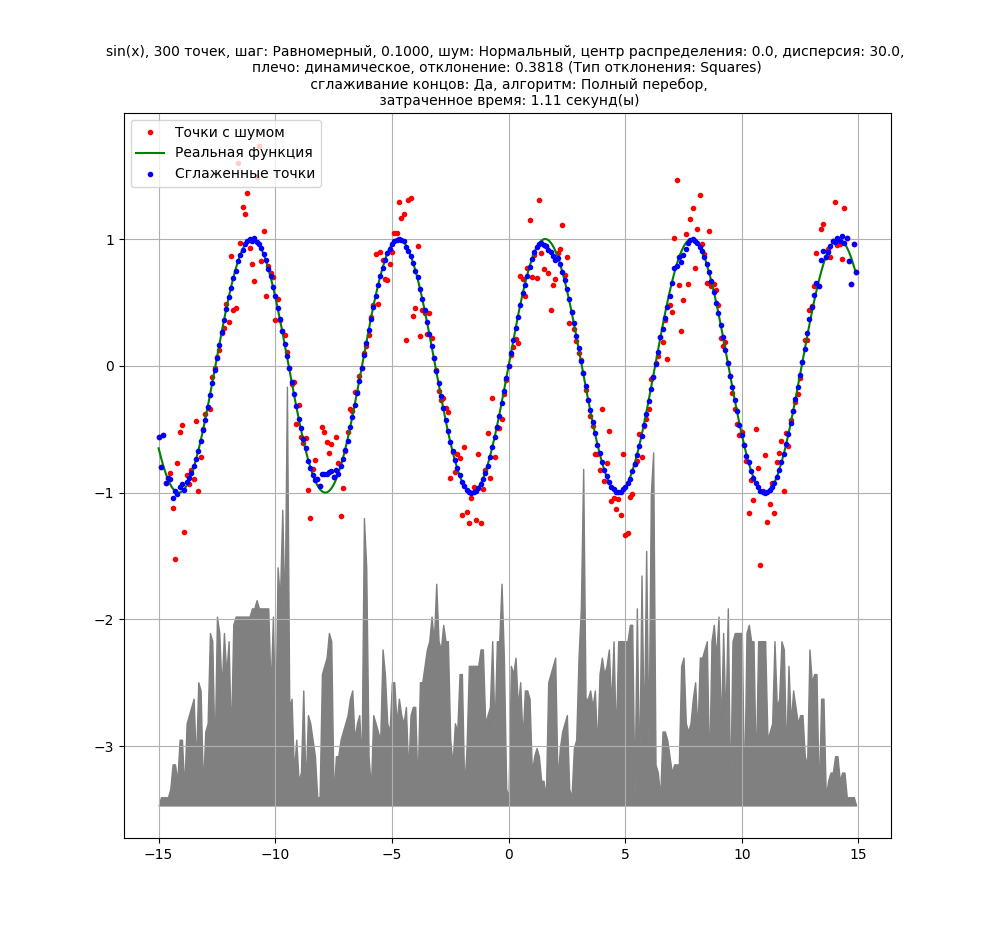 sin(x), 300 точек, шаг: Равномерный, 0.1000, шум: Нормальный, центр распределения: 0.0, дисперсия: 30.0,
плечо: динамическое, отклонение: 0.3818 (Тип отклонения: Squares)
сглаживание концов: Да, алгоритм: Полный перебор,
затраченное время: 1.11 секунд(ы)
Точки с шумом
Реальная функция
Сглаженные точки
1
0
−1
−2
−3
−15 −10 −5 0 5 10 15